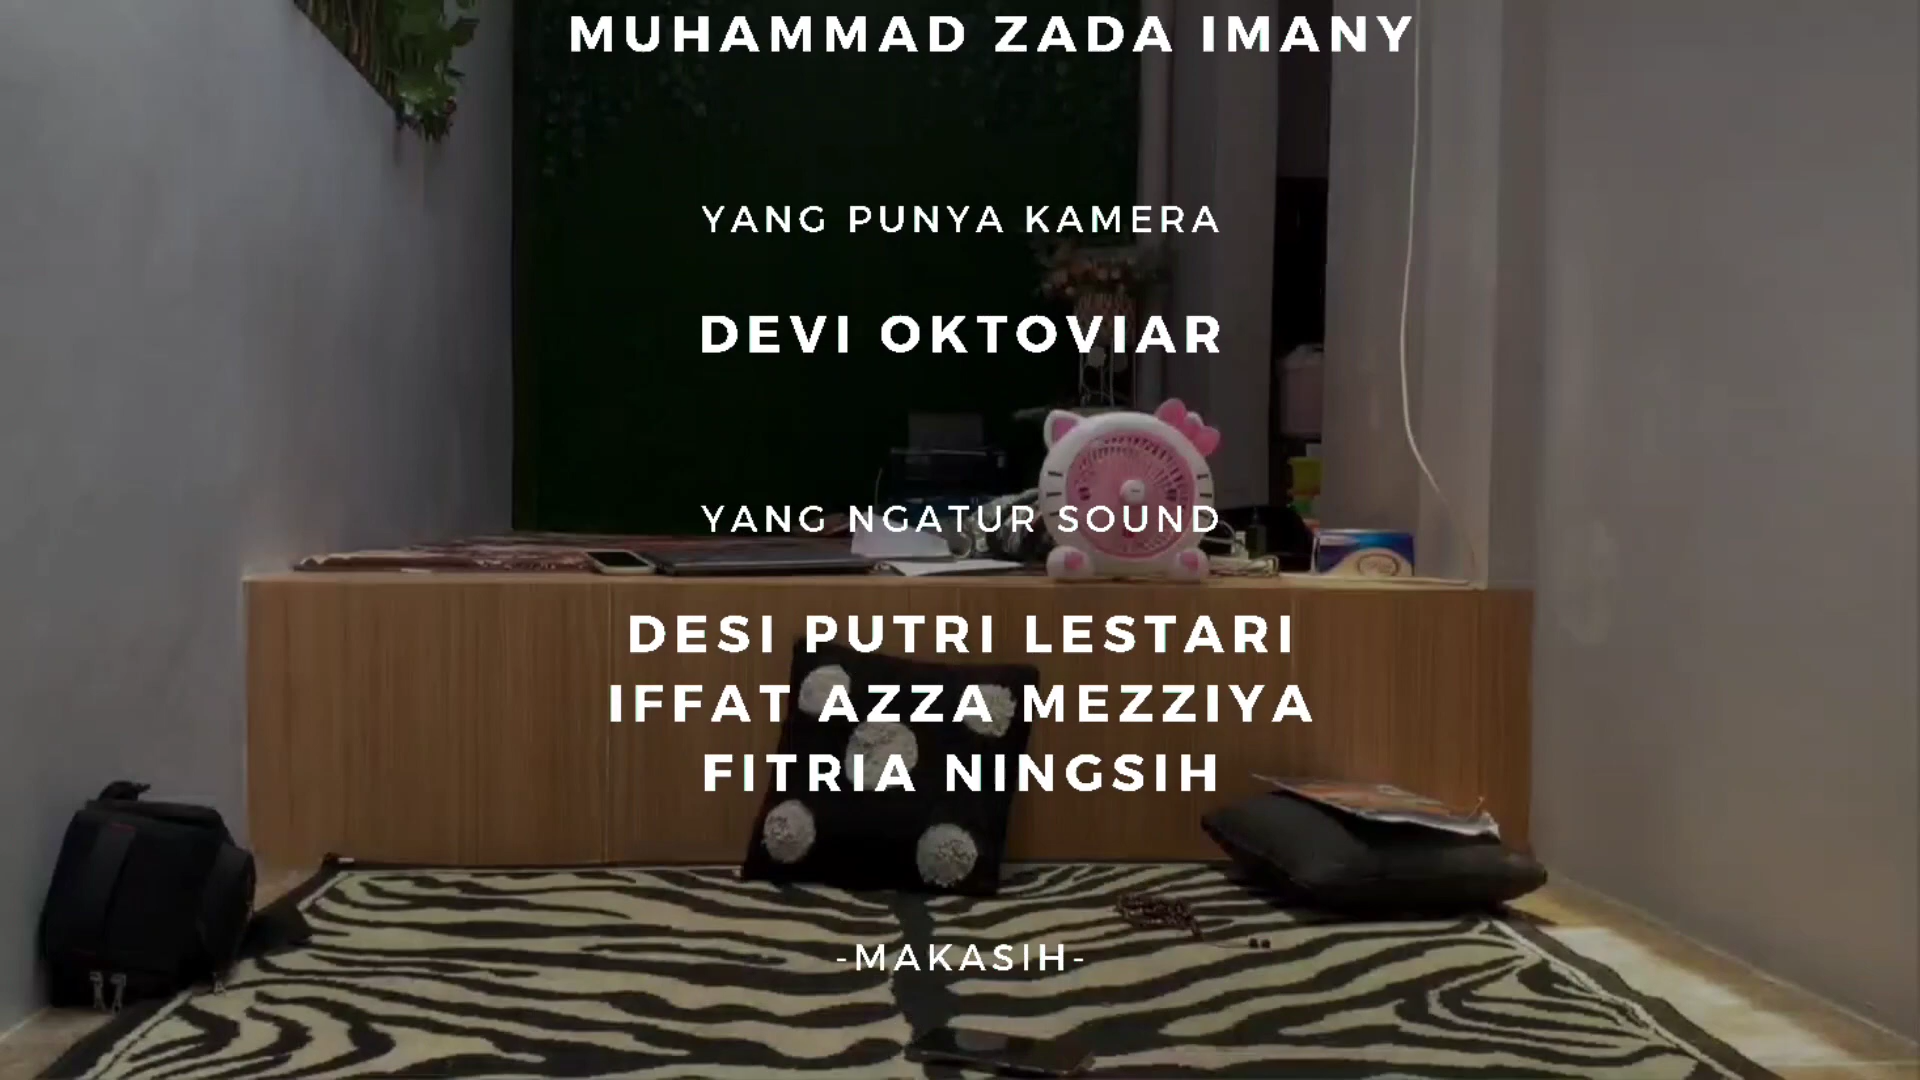 MUHAMMAD ZADA IMANY
YANG PUNYA KAMERA
DEVI OKTOVIAR
YANG NGATUR SOUND
DESI PUTRI LESTARI
IFFAT AZZA MEZZIYA
FITRIA NINGSIH
-MAKASIH-